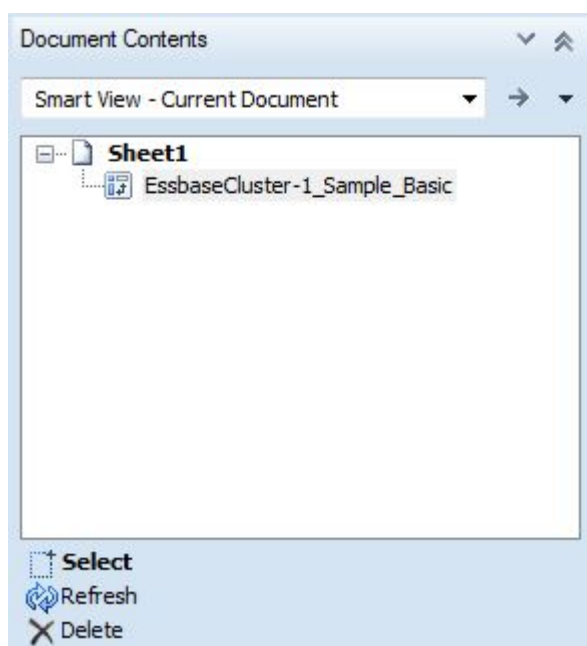 Document Contents
Smart View - Current Document
Sheet1
EssbaseCluster-1_Sample_Basic
Select
Refresh
Delete